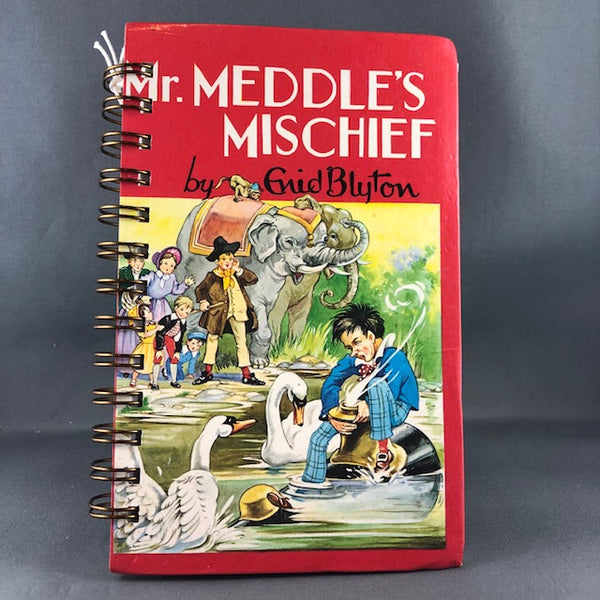 Mr. MEDDLE'S
MISCHIEF
by Enid Blyton